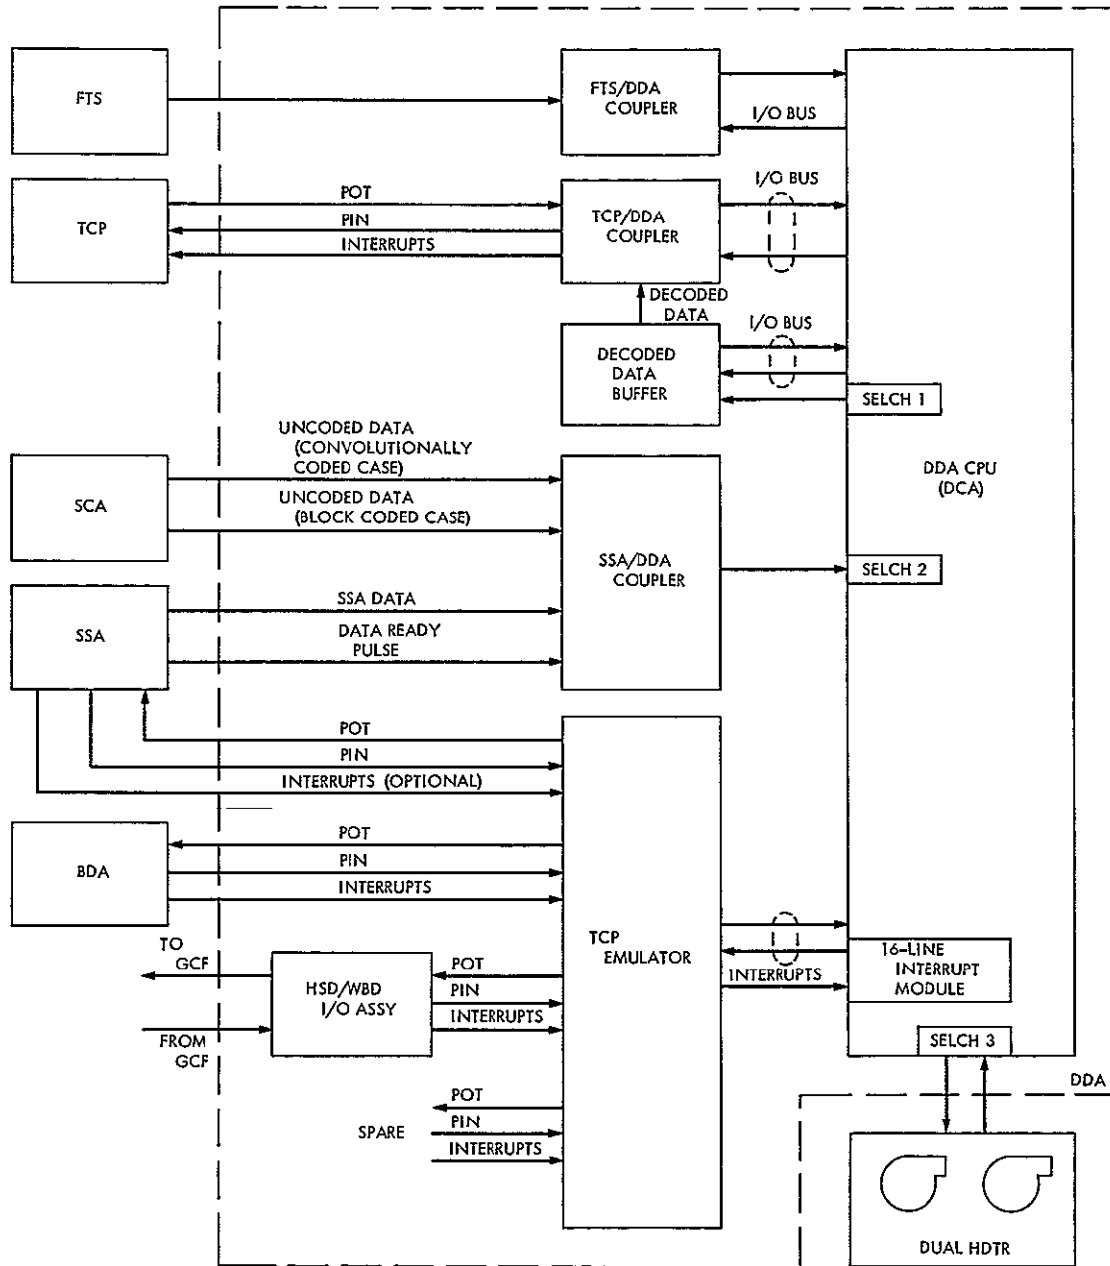 FTS
FTS/DDA
COUPLER
I/O BUS
TCP
POT
PIN
INTERRUPTS
TCP/DDA
COUPLER
I/O BUS
DECODED
DATA
DECODED
DATA
BUFFER
I/O BUS
SELCH 1
DDA CPU
(DCA)
SCA
UNCODED DATA
(CONVOLUTIONALLY
CODED CASE)
UNCODED DATA
(BLOCK CODED CASE)
SSA/DDA
COUPLER
SELCH 2
SSA
SSA DATA
DATA READY
PULSE
POT
PIN
INTERRUPTS (OPTIONAL)
BDA
POT
PIN
INTERRUPTS
TCP
EMULATOR
TO
GCF
FROM
GCF
HSD/WBD
I/O ASSY
POT
PIN
INTERRUPTS
INTERRUPTS
16-LINE
INTERRUPT
MODULE
SELCH 3
SPARE
POT
PIN
INTERRUPTS
DDA
DUAL HDTR